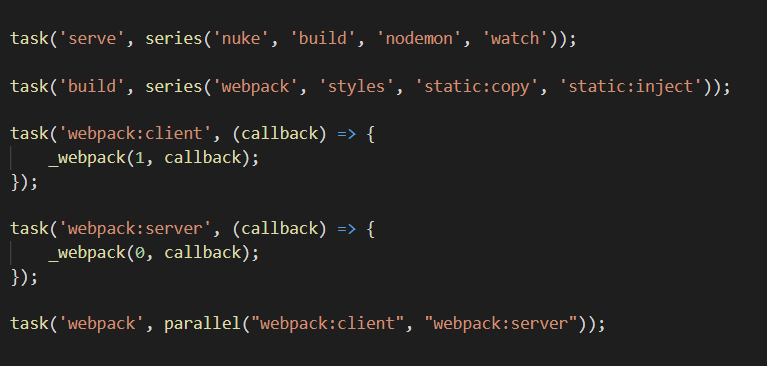 task('serve', series('nuke', 'build', 'nodemon', 'watch'));
task('build', series('webpack', 'styles', 'static:copy', 'static:inject'));
task('webpack:client', (callback) => {
    _webpack(1, callback);
});
task('webpack:server', (callback) => {
    _webpack(0, callback);
});
task('webpack', parallel("webpack:client", "webpack:server"));